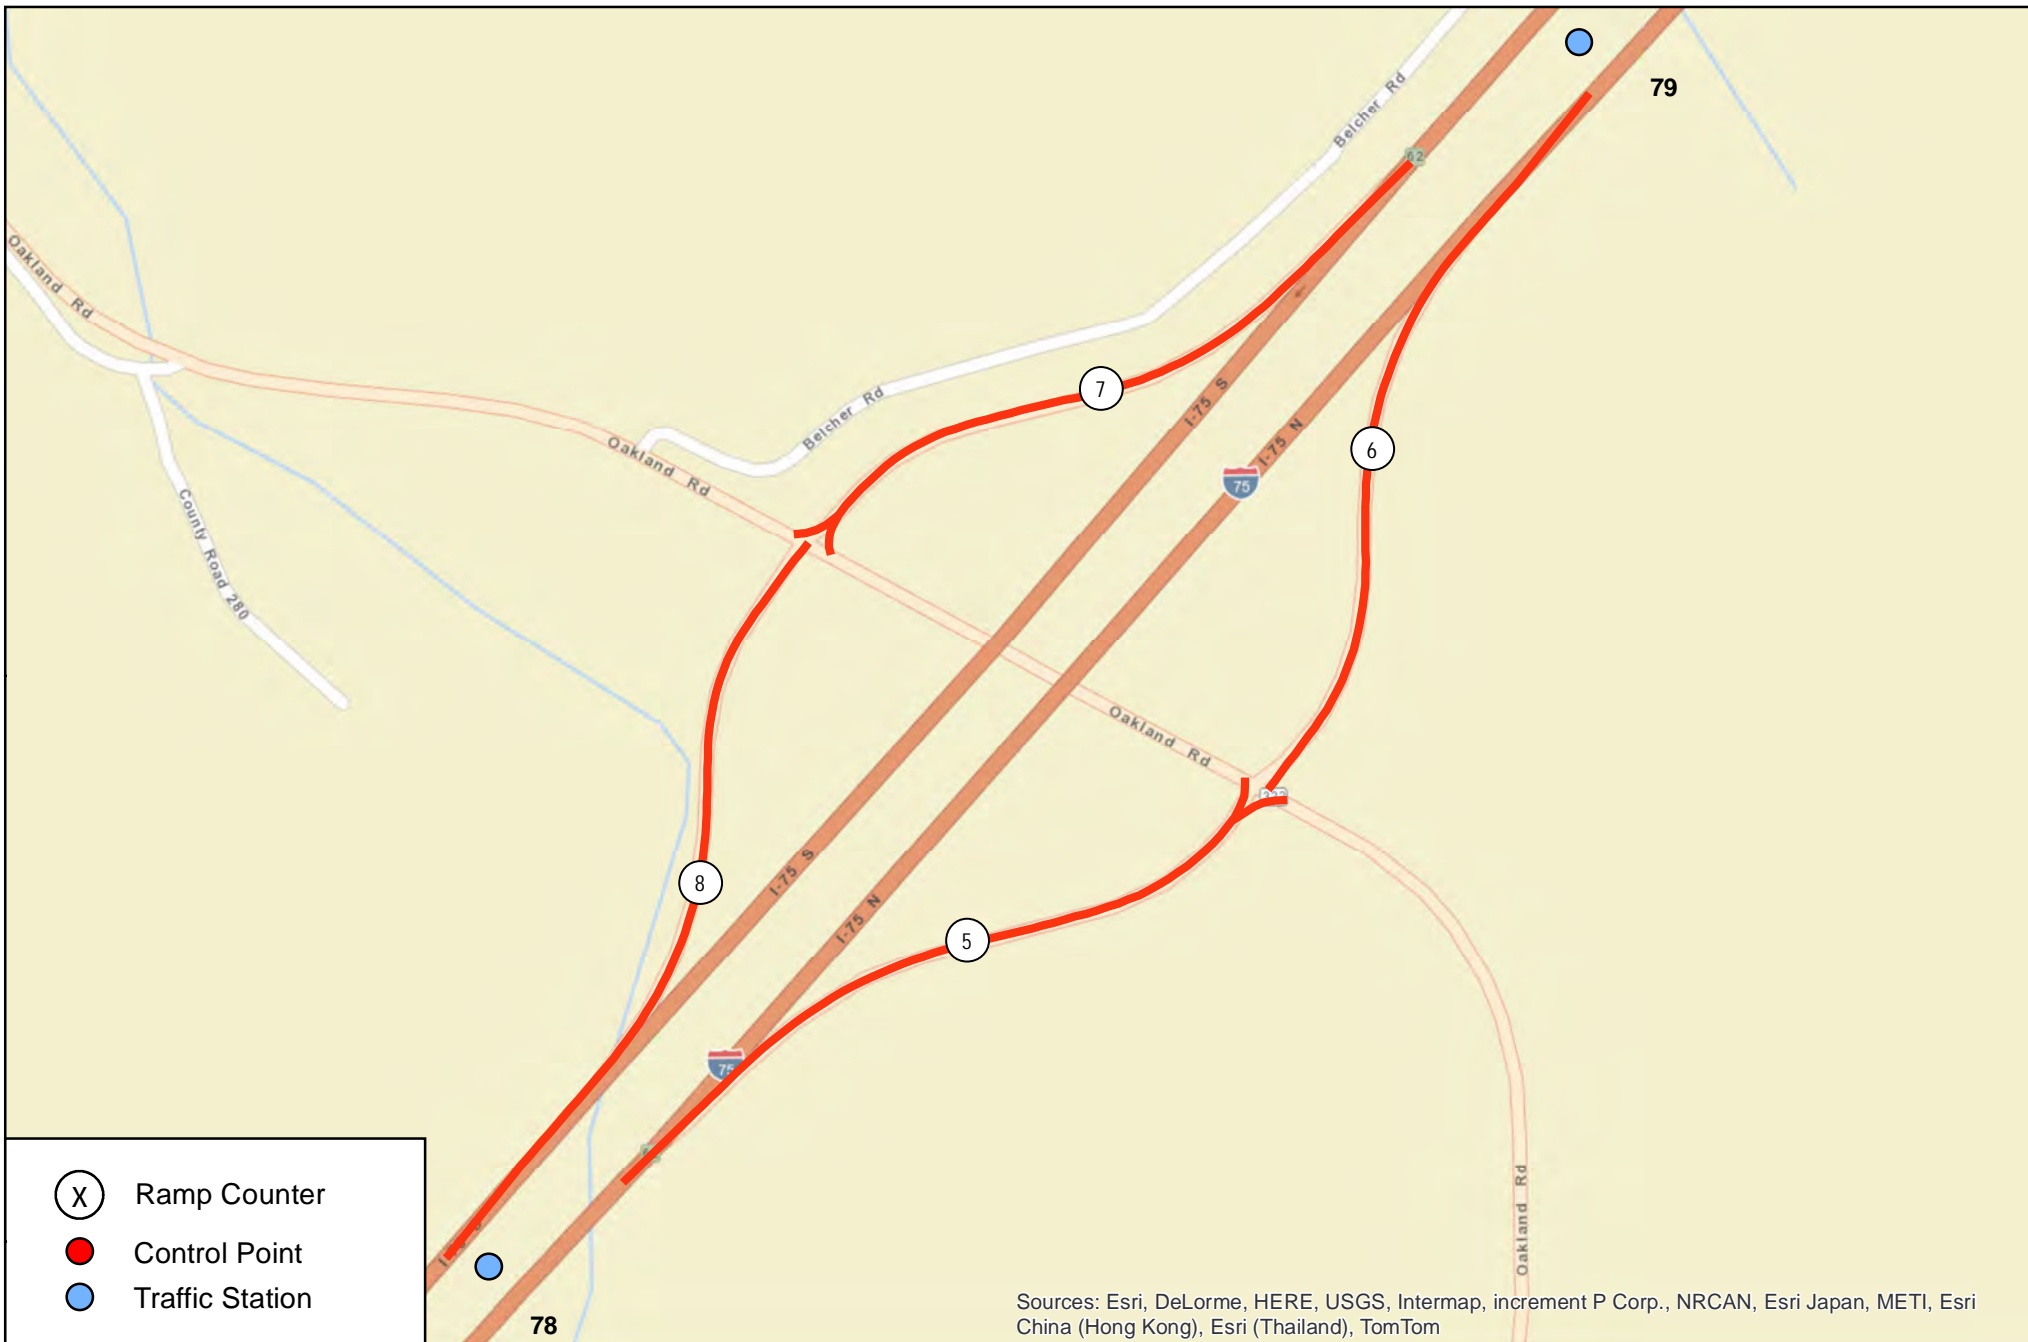 79
Belcher Rd
62
Oakland Rd
7
I-75 S
Belcher Rd
6
I-75 N
Oakland Rd
75
County Road 280
Oakland Rd
I-75 S
8
I-75 N
5
75
X Ramp Counter
Control Point
Traffic Station
Oakland Rd
78
Sources: Esri, DeLorme, HERE, USGS, Intermap, increment P Corp., NRCAN, Esri Japan, METI, Esri
China (Hong Kong), Esri (Thailand), TomTom